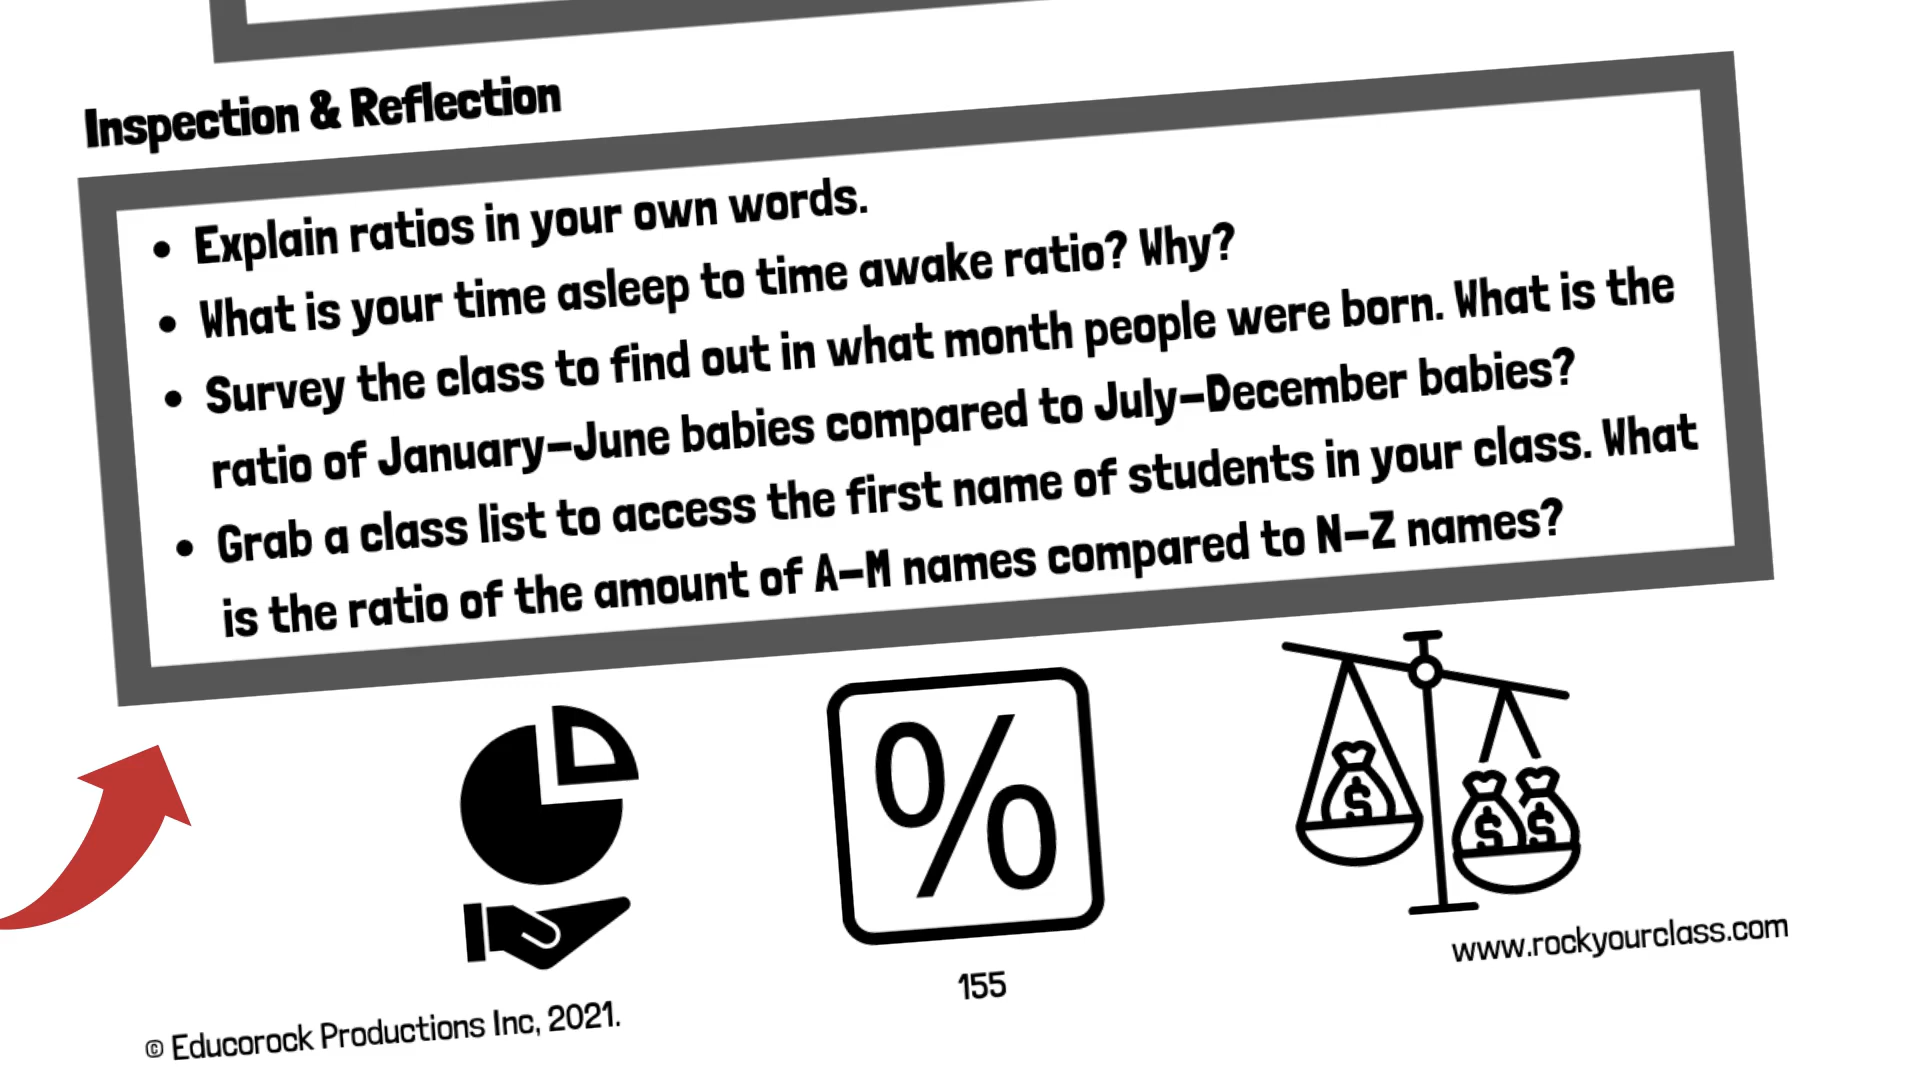 Inspection & Reflection
• Explain ratios in your own words.
• What is your time asleep to time awake ratio? Why?
• Survey the class to find out in what month people were born. What is the
ratio of January–June babies compared to July–December babies?
• Grab a class list to access the first name of students in your class. What
is the ratio of the amount of A–M names compared to N–Z names?
%
$ $ $
www.rockyourclass.com
155
© Educorock Productions Inc, 2021.